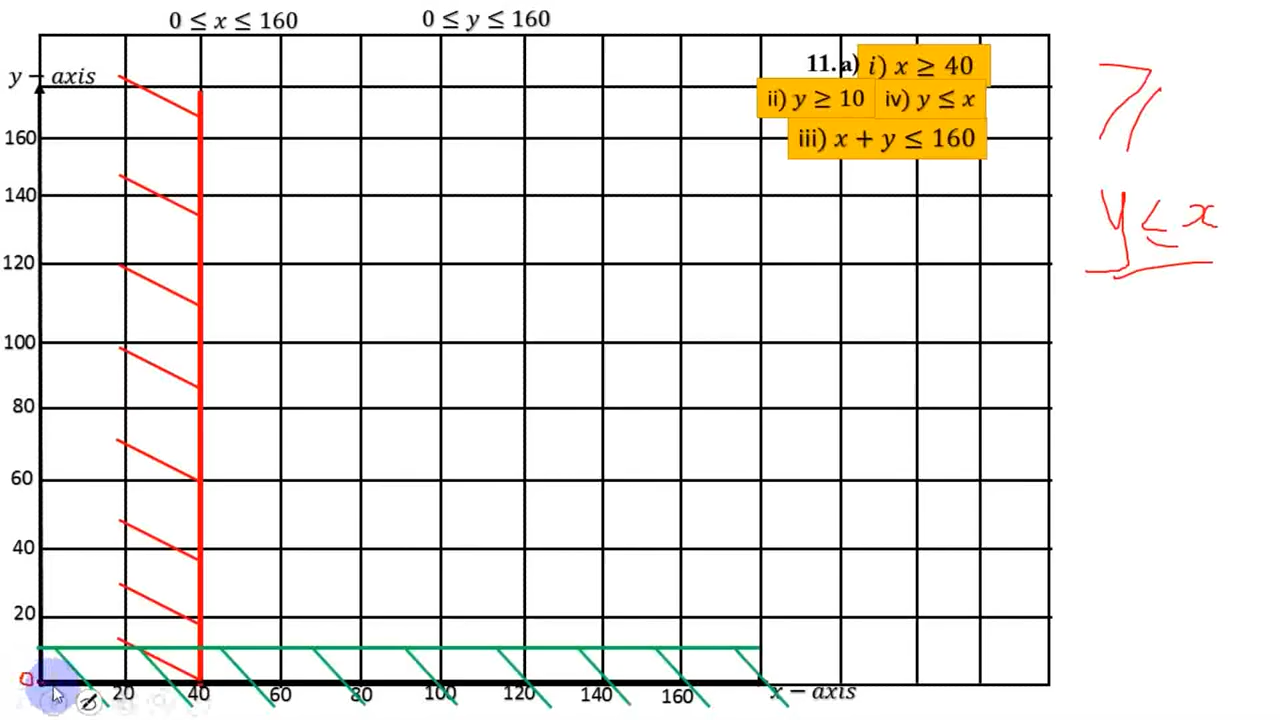 0 ≤ x ≤ 160
0 ≤ y ≤ 160
y − axis
11. a) i) x ≥ 40
ii) y ≥ 10 iv) y ≤ x
iii) x + y ≤ 160
≥
y ≤ x
160
140
120
100
80
60
40
20
0
20 40 60 80 100 120 140 160 x − axis